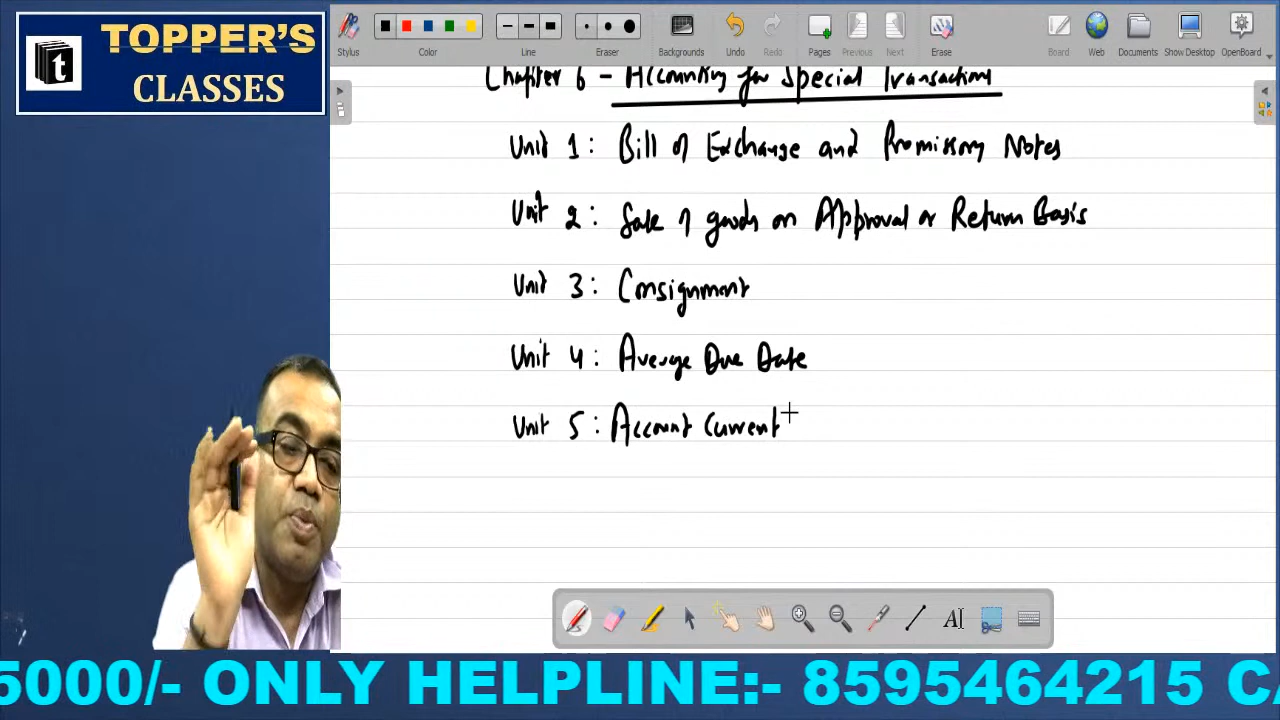 TOPPER'S
CLASSES
t
Stylus
Color
Line
Eraser
Backgrounds
Undo
Redo
Pages
Previous
Next
Erase
Board
Web
Documents
Show Desktop
OpenBoard
Chapter 6 - Accounting for Special Transactions
Unit 1: Bill of Exchange and Promissory Notes
Unit 2: Sale of goods on Approval or Return Basis
Unit 3: Consignment
Unit 4: Average Due Date
Unit 5: Account Current
AI
5000/- ONLY HELPLINE:- 8595464215 CA